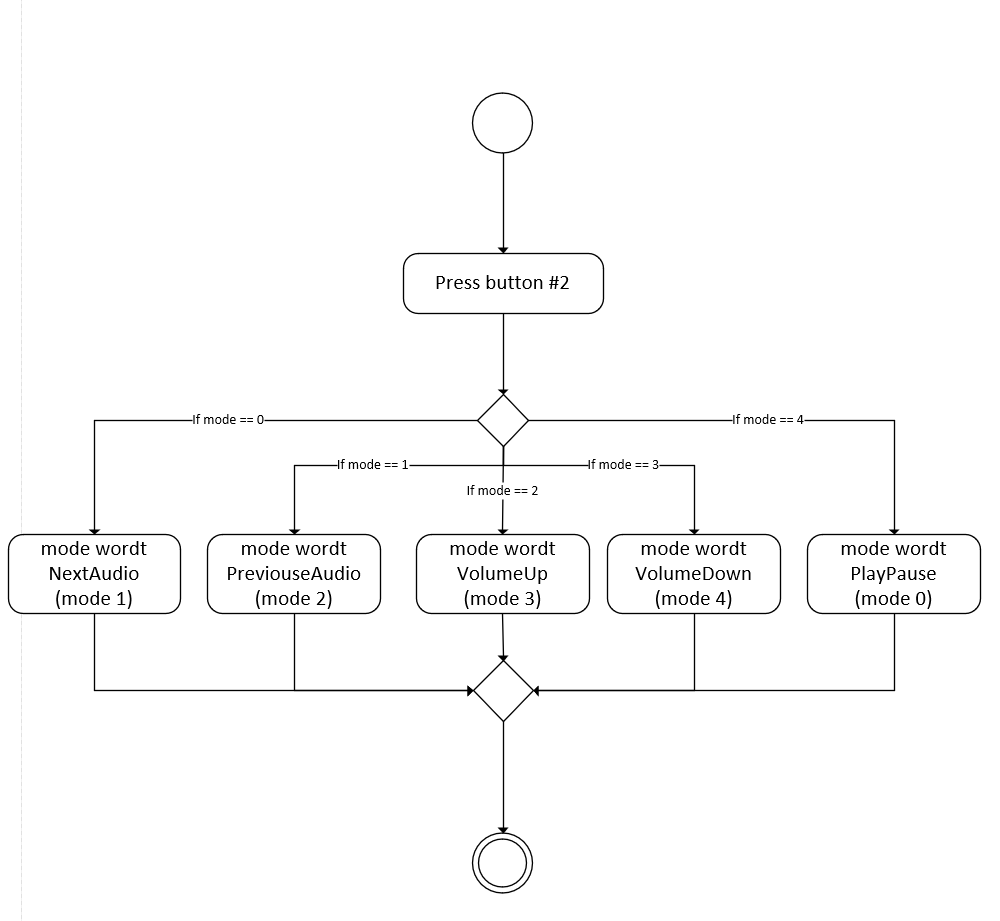 Press button #2
If mode == 0
If mode == 4
If mode == 1
If mode == 3
If mode == 2
mode wordt
NextAudio
(mode 1)
mode wordt
PreviouseAudio
(mode 2)
mode wordt
VolumeUp
(mode 3)
mode wordt
VolumeDown
(mode 4)
mode wordt
PlayPause
(mode 0)